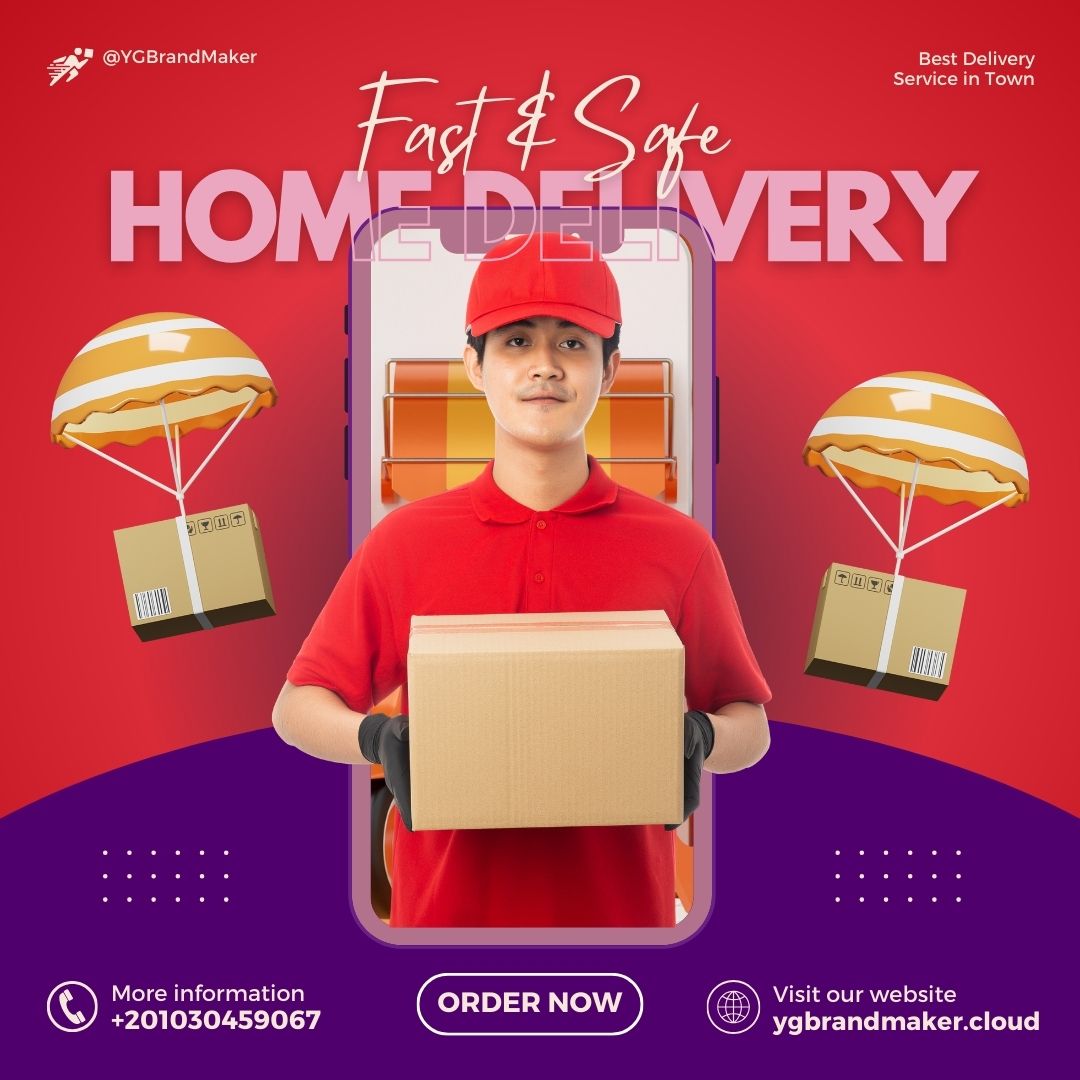 @YGBrandMaker
Best Delivery
Service in Town
Fast & Safe
HOME DELIVERY
More information
+201030459067
ORDER NOW
Visit our website
ygbrandmaker.cloud